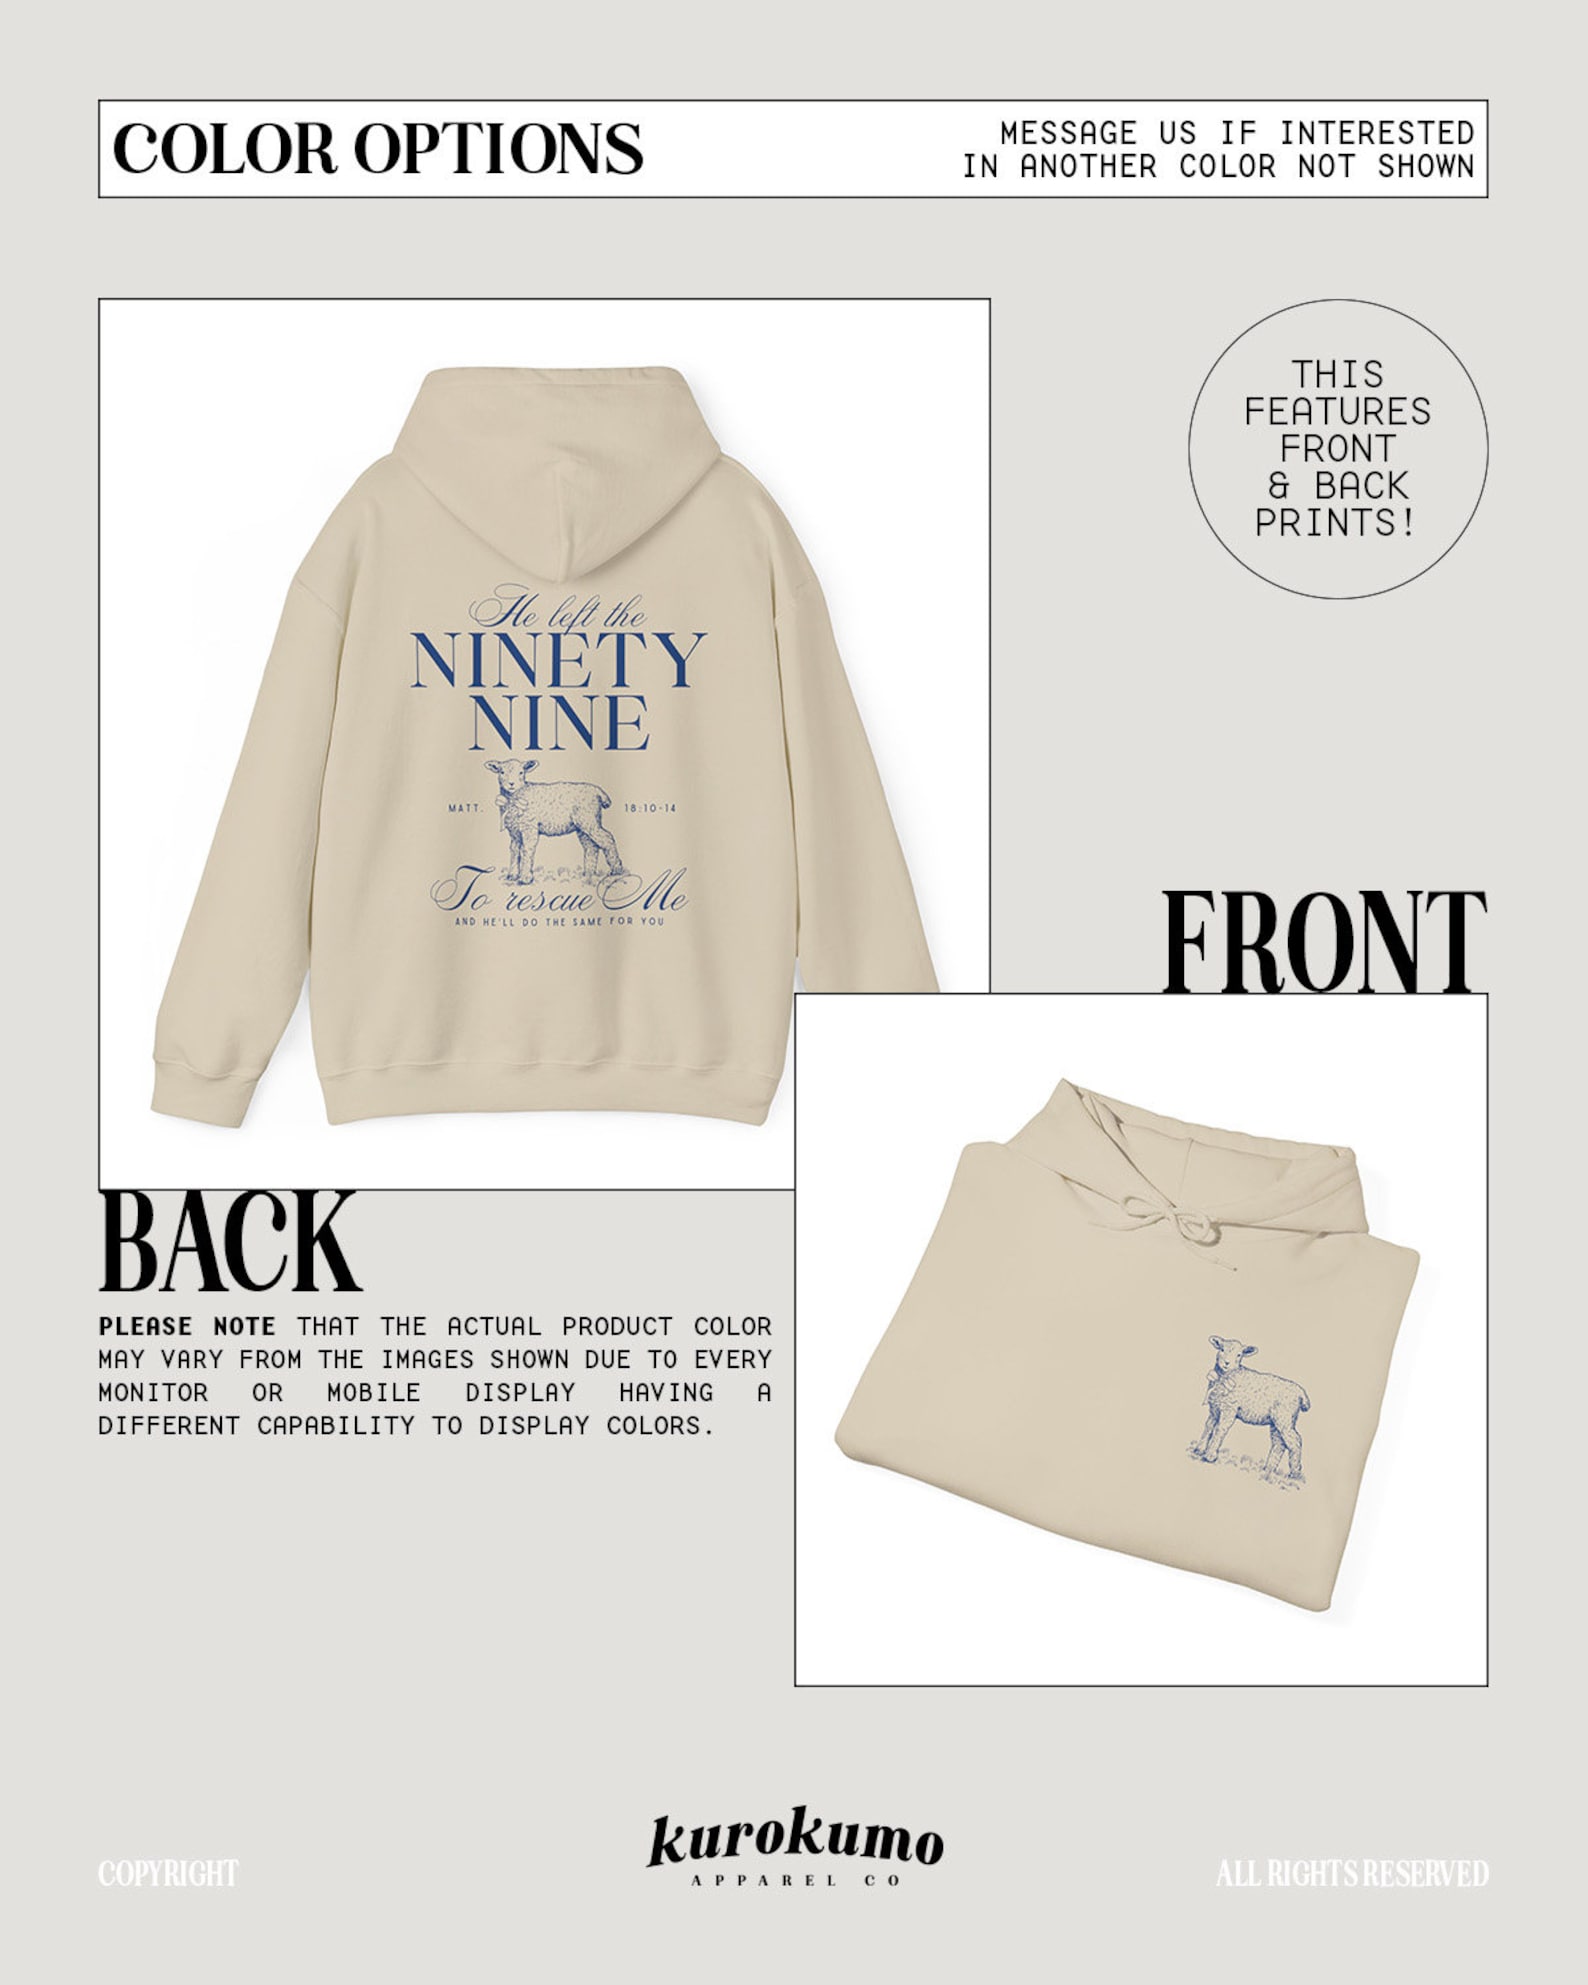 COLOR OPTIONS
MESSAGE US IF INTERESTED
IN ANOTHER COLOR NOT SHOWN
THIS
FEATURES
FRONT
& BACK
PRINTS!
He left the
NINETY
NINE
MATT. 18:10-14
To rescue Me
AND HE'LL DO THE SAME FOR YOU
FRONT
BACK
PLEASE NOTE THAT THE ACTUAL PRODUCT COLOR
MAY VARY FROM THE IMAGES SHOWN DUE TO EVERY
MONITOR OR MOBILE DISPLAY HAVING A
DIFFERENT CAPABILITY TO DISPLAY COLORS.
kurokumo
APPAREL CO
COPYRIGHT
ALL RIGHTS RESERVED